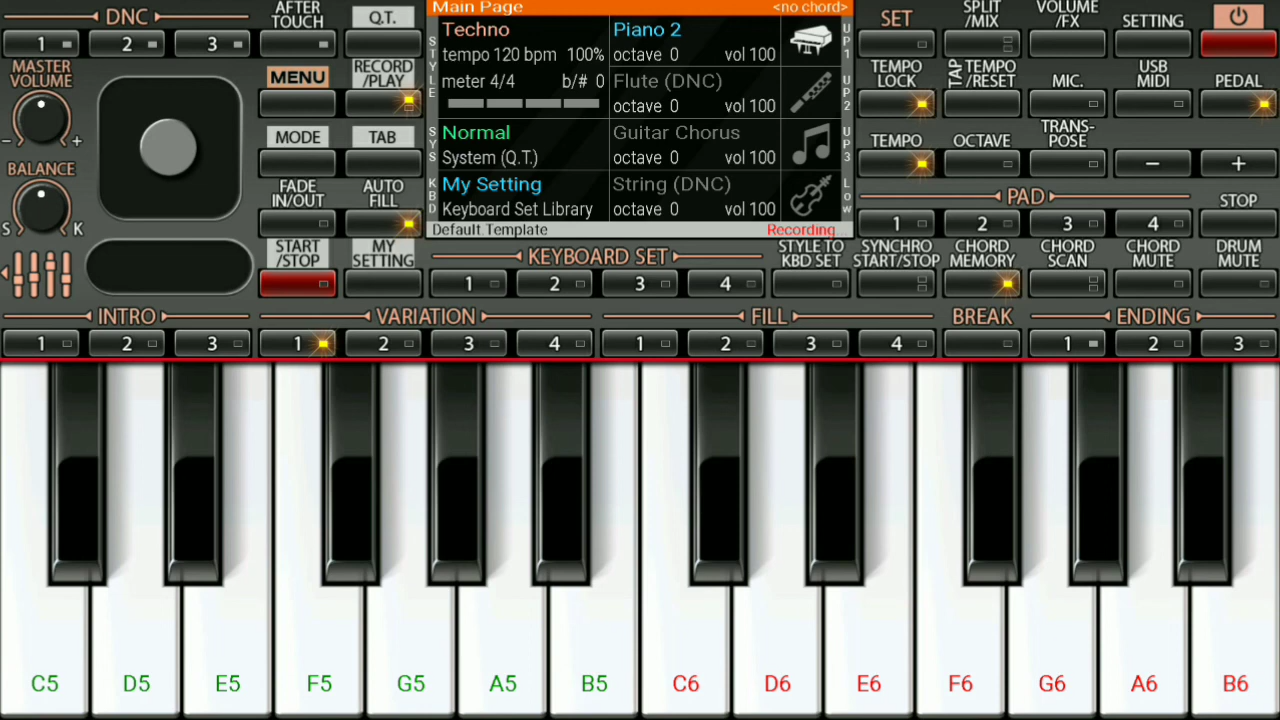 DNC
1 2 3
AFTER
TOUCH
Q.T.
MASTER
VOLUME
- +
BALANCE
S K
MENU
RECORD
/PLAY
MODE
TAB
FADE
IN/OUT
AUTO
FILL
START
/STOP
MY
SETTING
Main Page <no chord>
STYLE
Techno
tempo 120 bpm 100%
meter 4/4 b/# 0
SYS
Normal
System (Q.T.)
KBD
My Setting
Keyboard Set Library
Piano 2
octave 0 vol 100
UP1
Flute (DNC)
octave 0 vol 100
UP2
Guitar Chorus
octave 0 vol 100
UP3
String (DNC)
octave 0 vol 100
Low
Default.Template Recording...
SET
SPLIT
/MIX
VOLUME
/FX
SETTING
TEMPO
LOCK
TAP TEMPO
/RESET
MIC.
USB
MIDI
PEDAL
TEMPO
OCTAVE
TRANS-
POSE
- +
PAD
STOP
1 2 3 4
KEYBOARD SET
1 2 3 4
STYLE TO
KBD SET
SYNCHRO
START/STOP
CHORD
MEMORY
CHORD
SCAN
CHORD
MUTE
DRUM
MUTE
INTRO
1 2 3
VARIATION
1 2 3 4
FILL
1 2 3 4
BREAK
ENDING
1 2 3
C5 D5 E5 F5 G5 A5 B5 C6 D6 E6 F6 G6 A6 B6